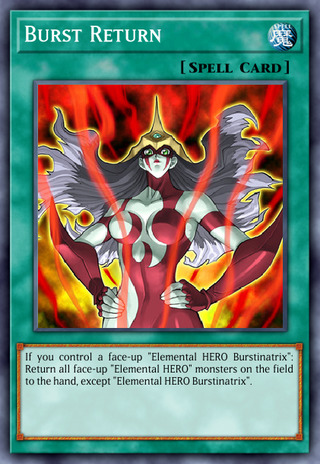 Burst Return
[Spell Card]
If you control a face-up "Elemental HERO Burstinatrix":
Return all face-up "Elemental HERO" monsters on the field
to the hand, except "Elemental HERO Burstinatrix".